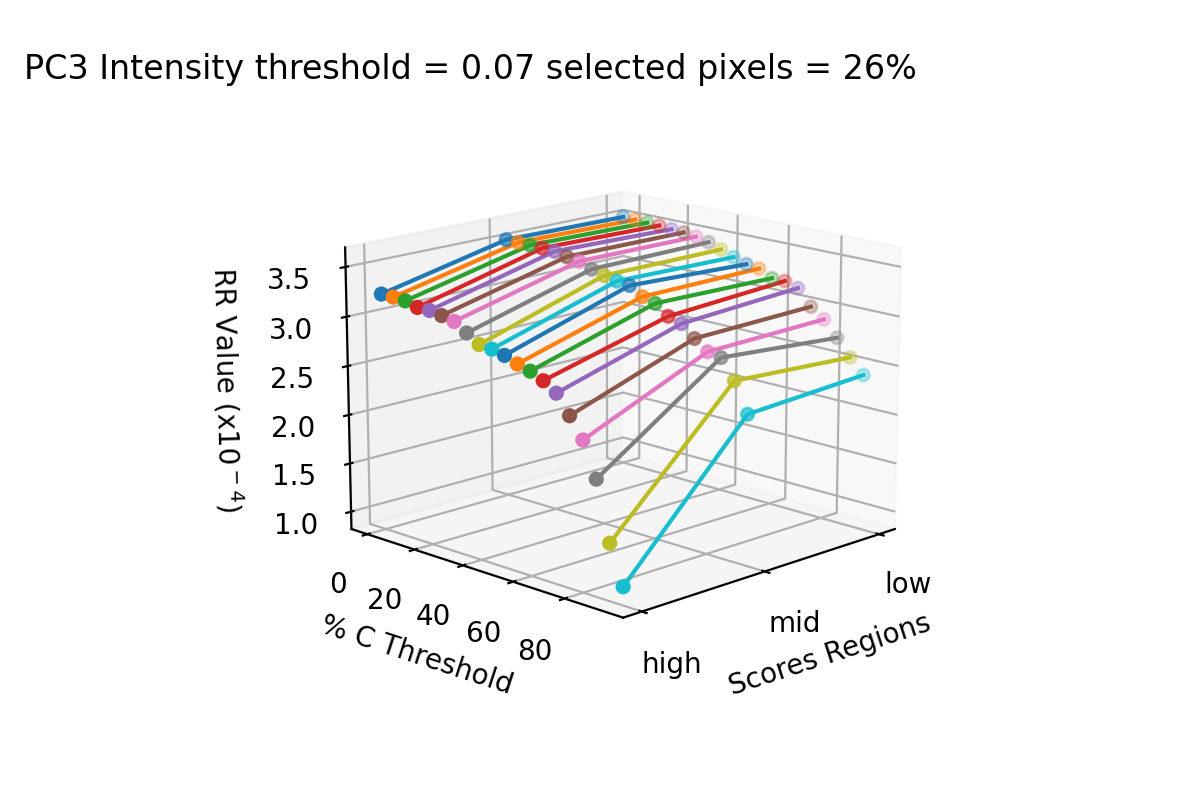 PC3 Intensity threshold = 0.07 selected pixels = 26%
3.5
3.0
2.5
2.0
1.5
1.0
RR Value (x10⁻⁴)
0
20
40
60
80
% C Threshold
high
mid
low
Scores Regions